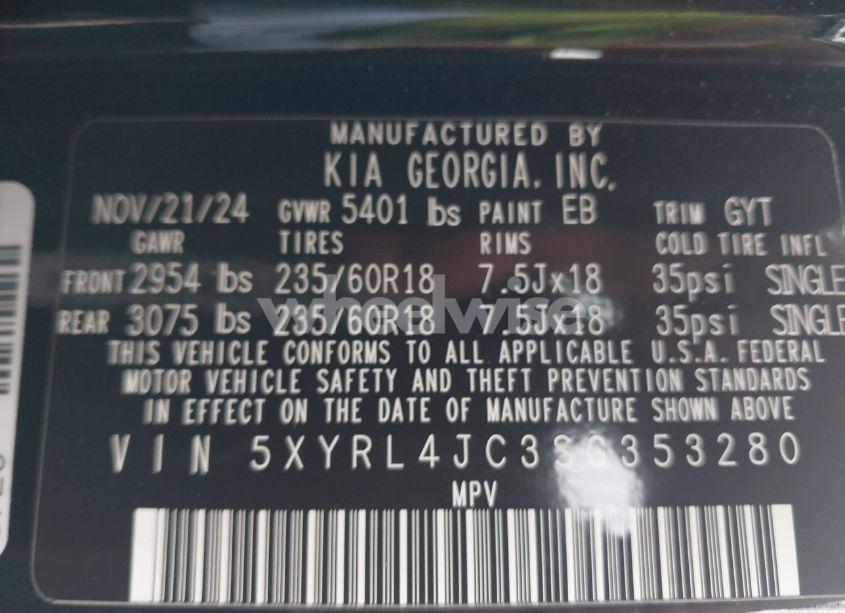 MANUFACTURED BY
KIA GEORGIA, INC.
NOV/21/24 GVWR 5401 lbs PAINT EB TRIM GYT
GAWR TIRES RIMS COLD TIRE INFL
FRONT 2954 lbs 235/60R18 7.5Jx18 35psi SINGLE
REAR 3075 lbs 235/60R18 7.5Jx18 35psi SINGLE
wheelwise
THIS VEHICLE CONFORMS TO ALL APPLICABLE U.S.A. FEDERAL
MOTOR VEHICLE SAFETY AND THEFT PREVENTION STANDARDS
IN EFFECT ON THE DATE OF MANUFACTURE SHOWN ABOVE
VIN 5XYRL4JC3SG353280
MPV